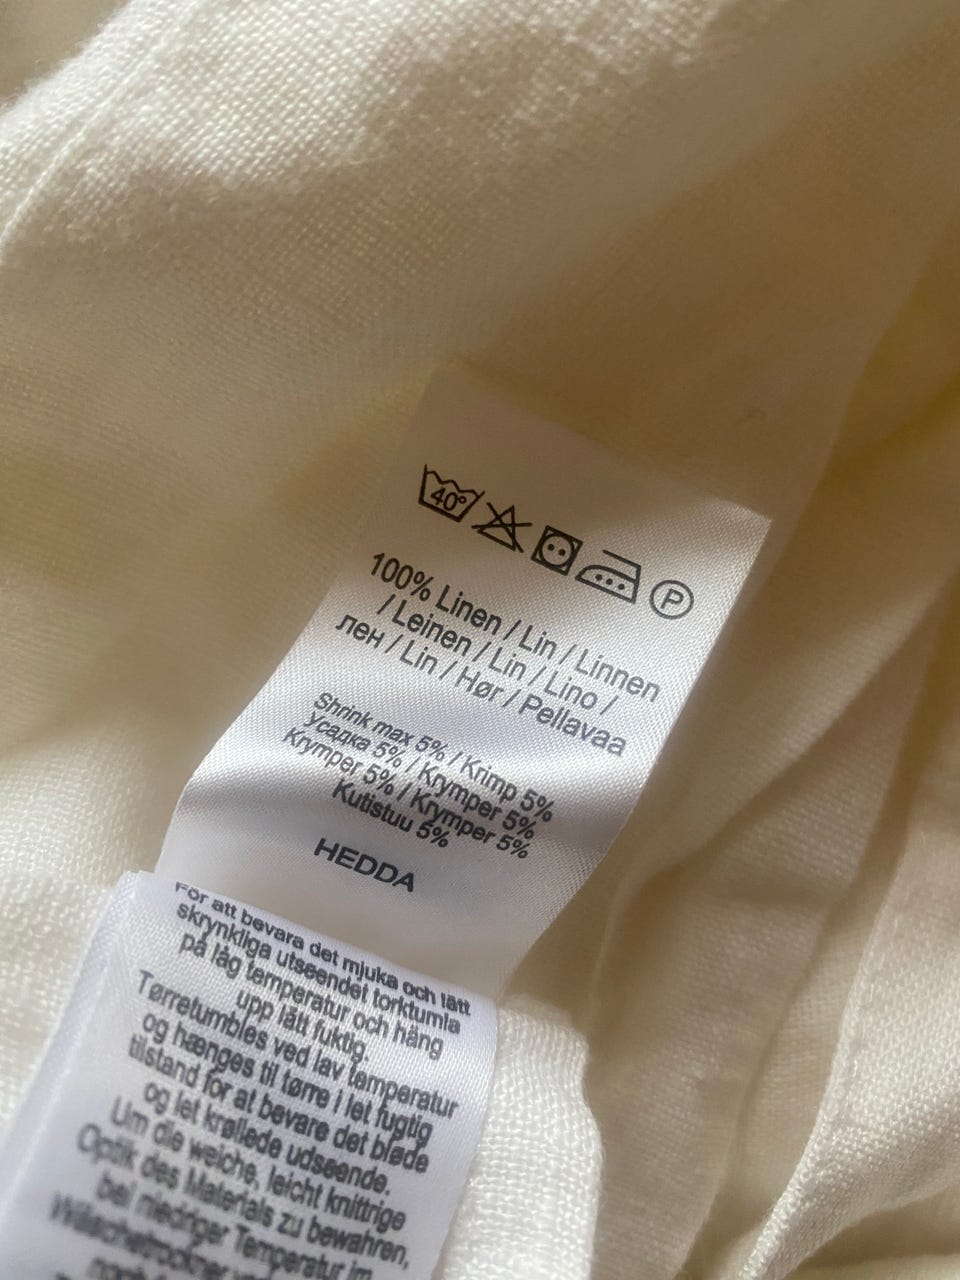 40°
P
100% Linen / Lin / Linnen
/ Leinen / Lin / Lino /
лен / Lin / Hør / Pellavaa
Shrink max 5% / Krimp 5%
Усадка 5% / Krymper 5%
Krymper 5% / Krymper 5%
Kutistuu 5%
HEDDA
För att bevara det mjuka och lätt
skrynkliga utseendet torktumla
på låg temperatur och häng
upp lätt fuktig.
Tørretumbles ved lav temperatur
og hænges til tørre i let fugtig
tilstand for at bevare det bløde
og let krøllede udseende.
Um die weiche, leicht knittrige
Optik des Materials zu bewahren,
bei niedriger Temperatur im
Wäschetrockner